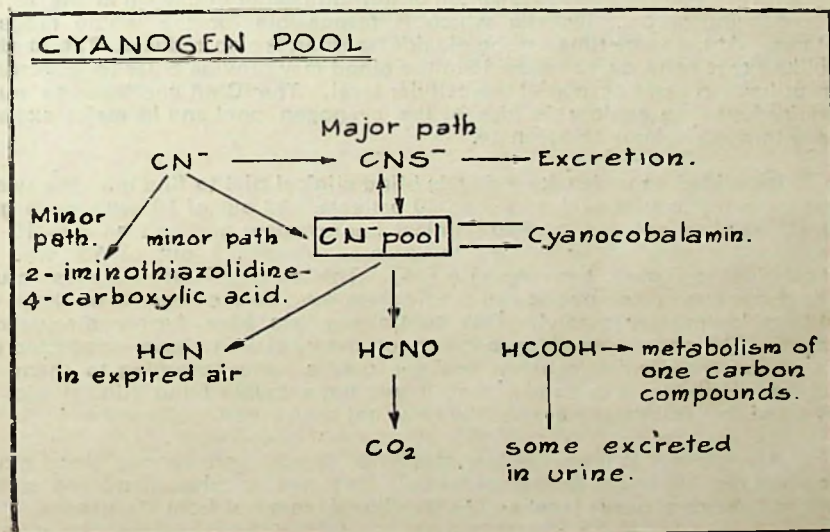 CYANOGEN POOL
Major path
CN⁻ → CNS⁻ — Excretion.
Minor path.
minor path
CN⁻ pool
Cyanocobalamin.
2-iminothiazolidine-
4-carboxylic acid.
HCN
in expired air
HCNO
HCOOH → metabolism of
one carbon
compounds.
CO₂
some excreted
in urine.